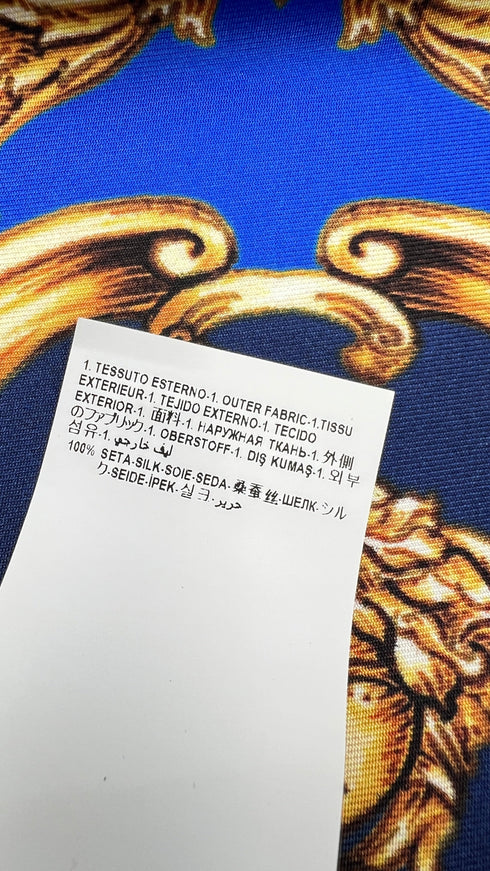 1. TESSUTO ESTERNO-1. OUTER FABRIC-1.TISSU
EXTERIEUR-1. TEJIDO EXTERNO-1. TECIDO
EXTERIOR-1. 面料-1. НАРУЖНАЯ ТКАНЬ-1. 外側
のファブリック-1. OBERSTOFF-1. DIŞ KUMAŞ-1. 외부
섬유-1. ليف خارجي
100% SETA-SILK-SOIE-SEDA-桑蚕丝-ШЕЛК-シル
ク-SEIDE-İPEK-실크-حرير